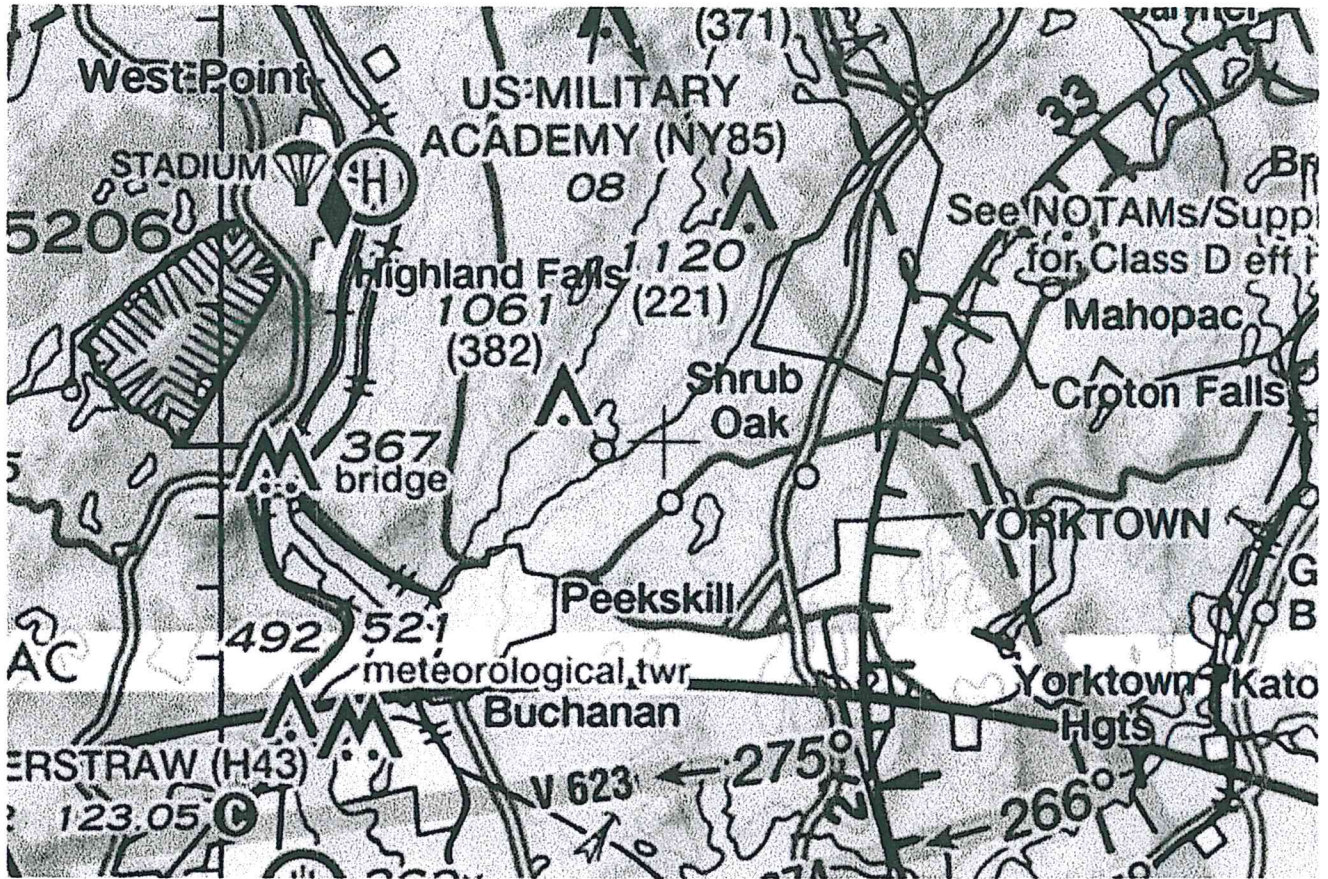 (371)
West Point
US MILITARY
ACADEMY (NY85)
08
33
STADIUM
H
5206
See NOTAMs/Supp
for Class D eff
Highland Falls
1120
(221)
1061
(382)
Mahopac
Shrub
Oak
Croton Falls
367
bridge
YORKTOWN
Peekskill
G
B
492
521
meteorological twr
AC
Buchanan
Yorktown
Hgts
Kato
ERSTRAW (H43)
123.05 C
V 623
275°
266°